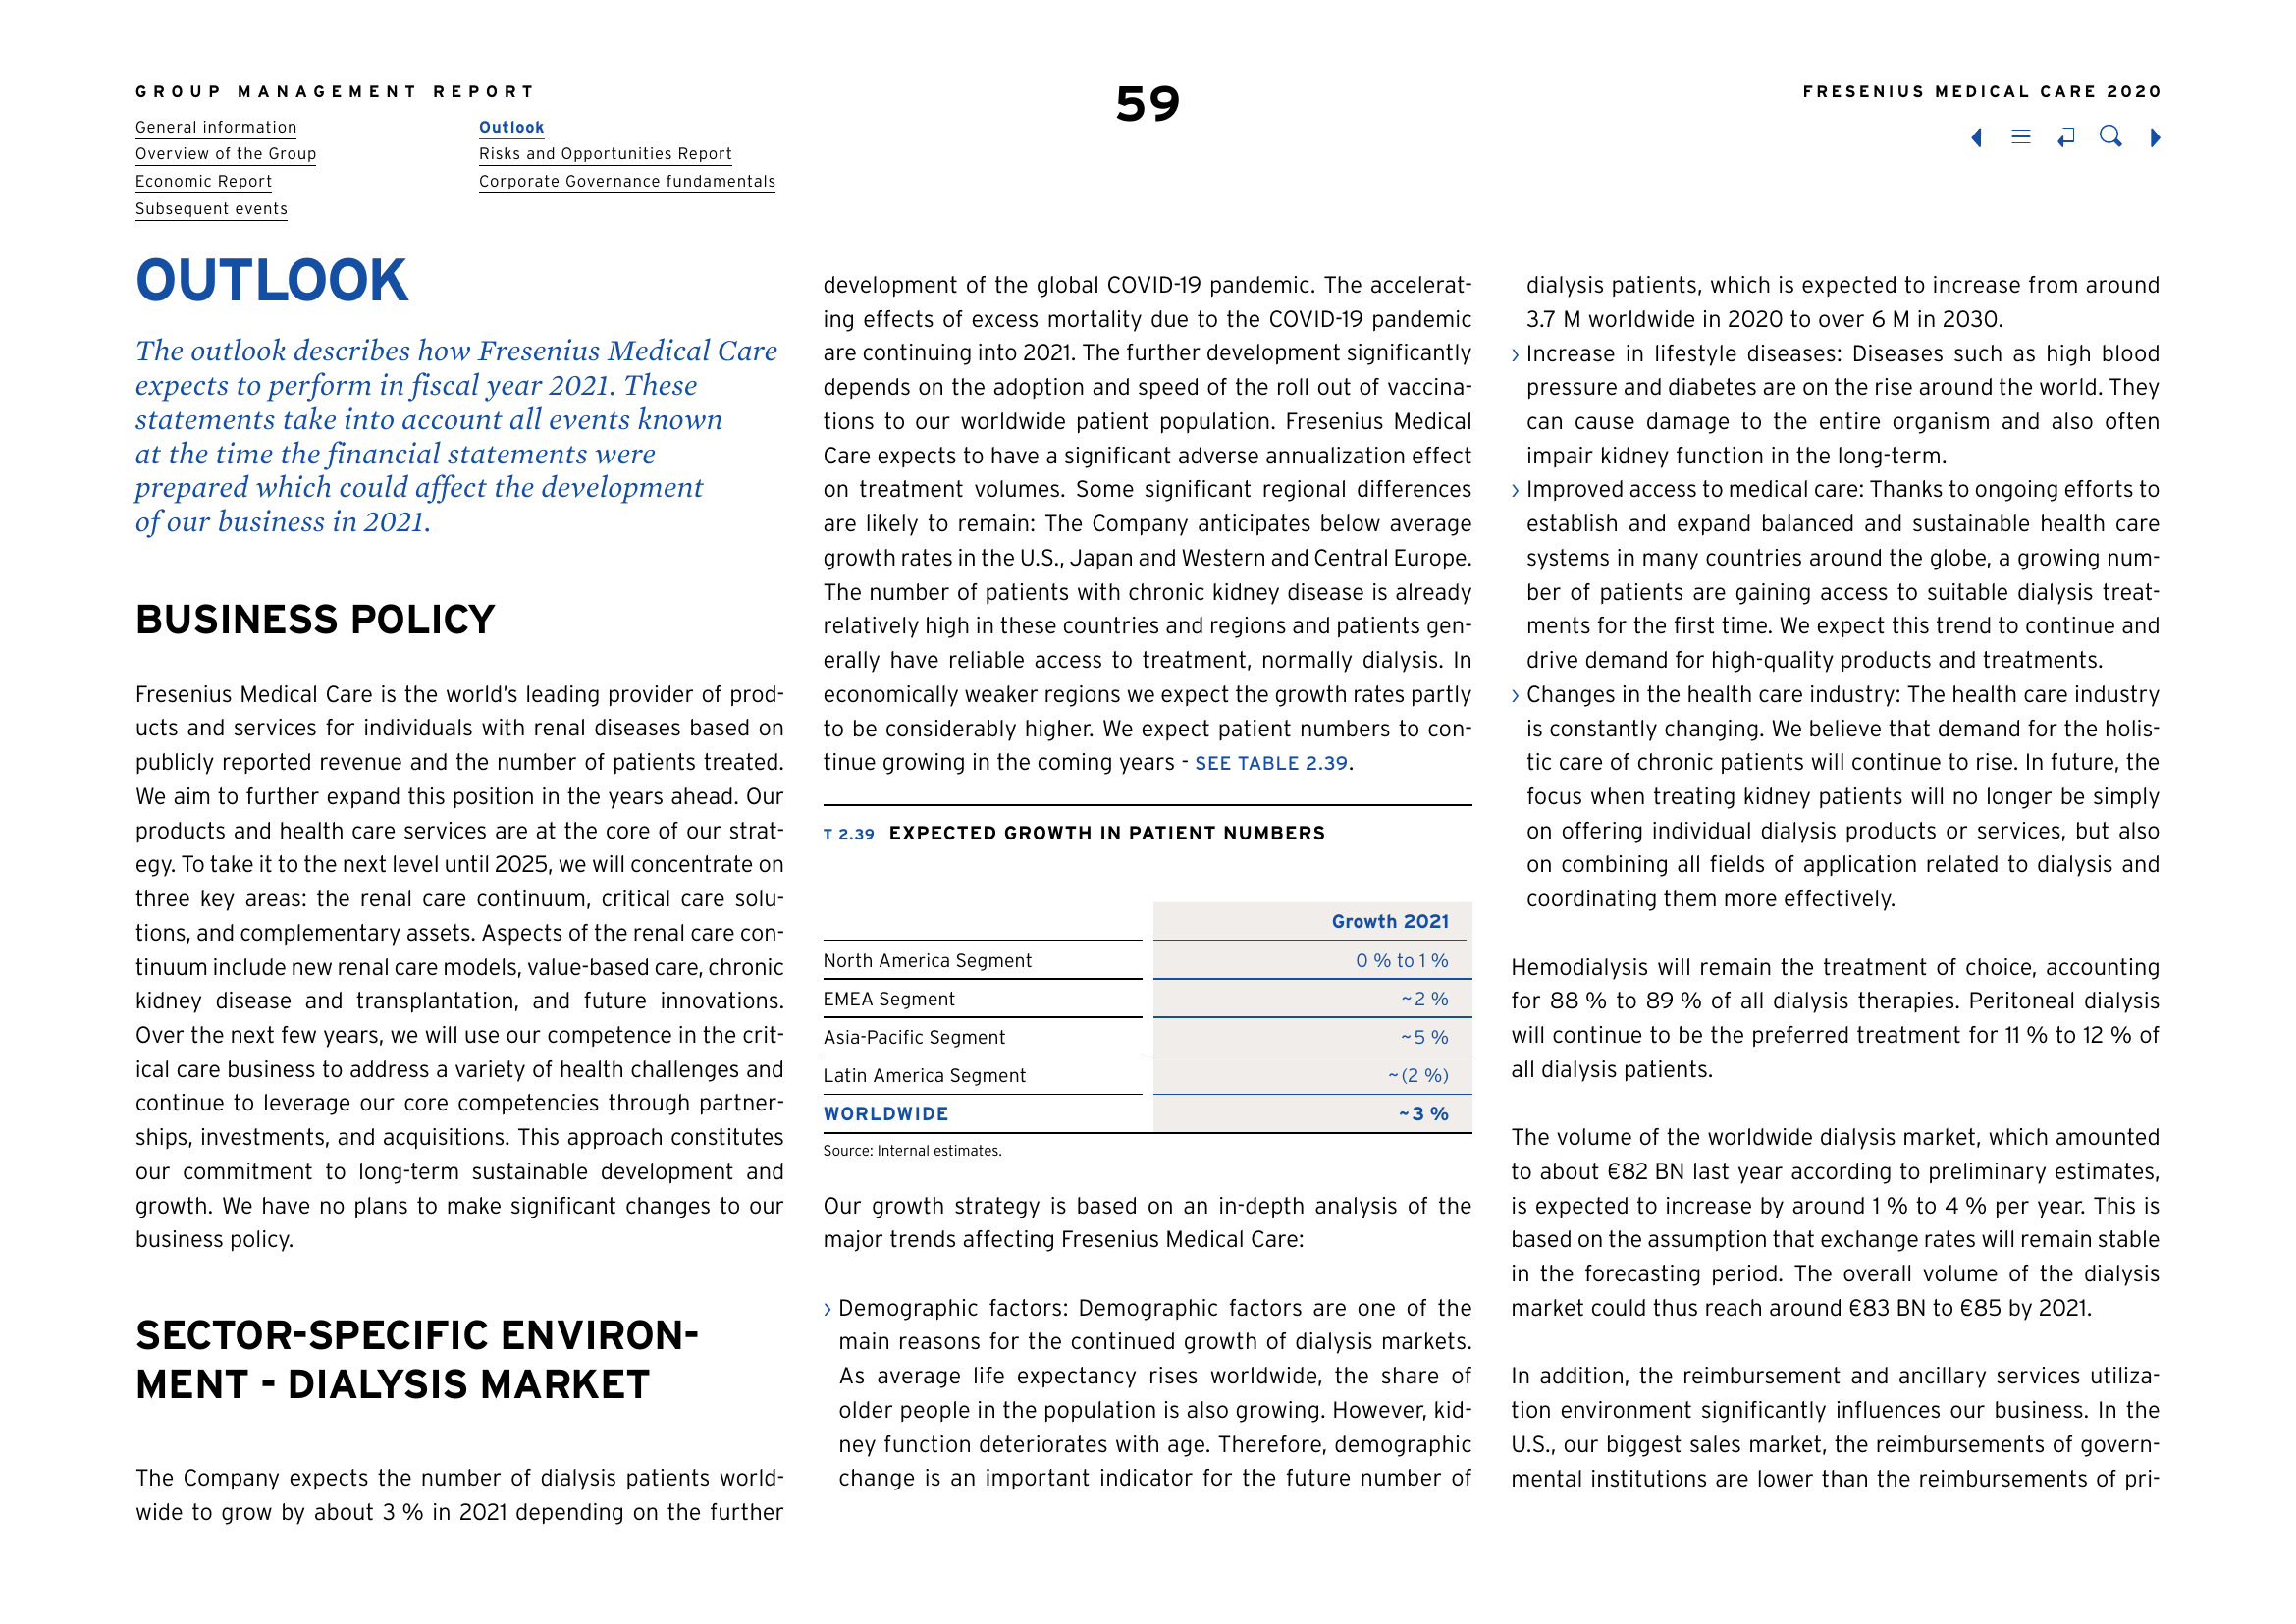 GROUP MANAGEMENT REPORT
59
FRESENIUS MEDICAL CARE 2020
General information
Overview of the Group
Economic Report
Subsequent events
Outlook
Risks and Opportunities Report
Corporate Governance fundamentals
OUTLOOK
The outlook describes how Fresenius Medical Care
expects to perform in fiscal year 2021. These
statements take into account all events known
at the time the financial statements were
prepared which could affect the development
of our business in 2021.
BUSINESS POLICY
Fresenius Medical Care is the world’s leading provider of prod-
ucts and services for individuals with renal diseases based on
publicly reported revenue and the number of patients treated.
We aim to further expand this position in the years ahead. Our
products and health care services are at the core of our strat-
egy. To take it to the next level until 2025, we will concentrate on
three key areas: the renal care continuum, critical care solu-
tions, and complementary assets. Aspects of the renal care con-
tinuum include new renal care models, value-based care, chronic
kidney disease and transplantation, and future innovations.
Over the next few years, we will use our competence in the crit-
ical care business to address a variety of health challenges and
continue to leverage our core competencies through partner-
ships, investments, and acquisitions. This approach constitutes
our commitment to long-term sustainable development and
growth. We have no plans to make significant changes to our
business policy.
SECTOR-SPECIFIC ENVIRON-
MENT - DIALYSIS MARKET
The Company expects the number of dialysis patients world-
wide to grow by about 3 % in 2021 depending on the further
development of the global COVID-19 pandemic. The accelerat-
ing effects of excess mortality due to the COVID-19 pandemic
are continuing into 2021. The further development significantly
depends on the adoption and speed of the roll out of vaccina-
tions to our worldwide patient population. Fresenius Medical
Care expects to have a significant adverse annualization effect
on treatment volumes. Some significant regional differences
are likely to remain: The Company anticipates below average
growth rates in the U.S., Japan and Western and Central Europe.
The number of patients with chronic kidney disease is already
relatively high in these countries and regions and patients gen-
erally have reliable access to treatment, normally dialysis. In
economically weaker regions we expect the growth rates partly
to be considerably higher. We expect patient numbers to con-
tinue growing in the coming years - SEE TABLE 2.39.
T 2.39 EXPECTED GROWTH IN PATIENT NUMBERS
Growth 2021
North America Segment 0 % to 1 %
EMEA Segment ~ 2 %
Asia-Pacific Segment ~ 5 %
Latin America Segment ~ (2 %)
WORLDWIDE ~ 3 %
Source: Internal estimates.
Our growth strategy is based on an in-depth analysis of the
major trends affecting Fresenius Medical Care:
› Demographic factors: Demographic factors are one of the
main reasons for the continued growth of dialysis markets.
As average life expectancy rises worldwide, the share of
older people in the population is also growing. However, kid-
ney function deteriorates with age. Therefore, demographic
change is an important indicator for the future number of
dialysis patients, which is expected to increase from around
3.7 M worldwide in 2020 to over 6 M in 2030.
› Increase in lifestyle diseases: Diseases such as high blood
pressure and diabetes are on the rise around the world. They
can cause damage to the entire organism and also often
impair kidney function in the long-term.
› Improved access to medical care: Thanks to ongoing efforts to
establish and expand balanced and sustainable health care
systems in many countries around the globe, a growing num-
ber of patients are gaining access to suitable dialysis treat-
ments for the first time. We expect this trend to continue and
drive demand for high-quality products and treatments.
› Changes in the health care industry: The health care industry
is constantly changing. We believe that demand for the holis-
tic care of chronic patients will continue to rise. In future, the
focus when treating kidney patients will no longer be simply
on offering individual dialysis products or services, but also
on combining all fields of application related to dialysis and
coordinating them more effectively.
Hemodialysis will remain the treatment of choice, accounting
for 88 % to 89 % of all dialysis therapies. Peritoneal dialysis
will continue to be the preferred treatment for 11 % to 12 % of
all dialysis patients.
The volume of the worldwide dialysis market, which amounted
to about €82 BN last year according to preliminary estimates,
is expected to increase by around 1 % to 4 % per year. This is
based on the assumption that exchange rates will remain stable
in the forecasting period. The overall volume of the dialysis
market could thus reach around €83 BN to €85 by 2021.
In addition, the reimbursement and ancillary services utiliza-
tion environment significantly influences our business. In the
U.S., our biggest sales market, the reimbursements of govern-
mental institutions are lower than the reimbursements of pri-